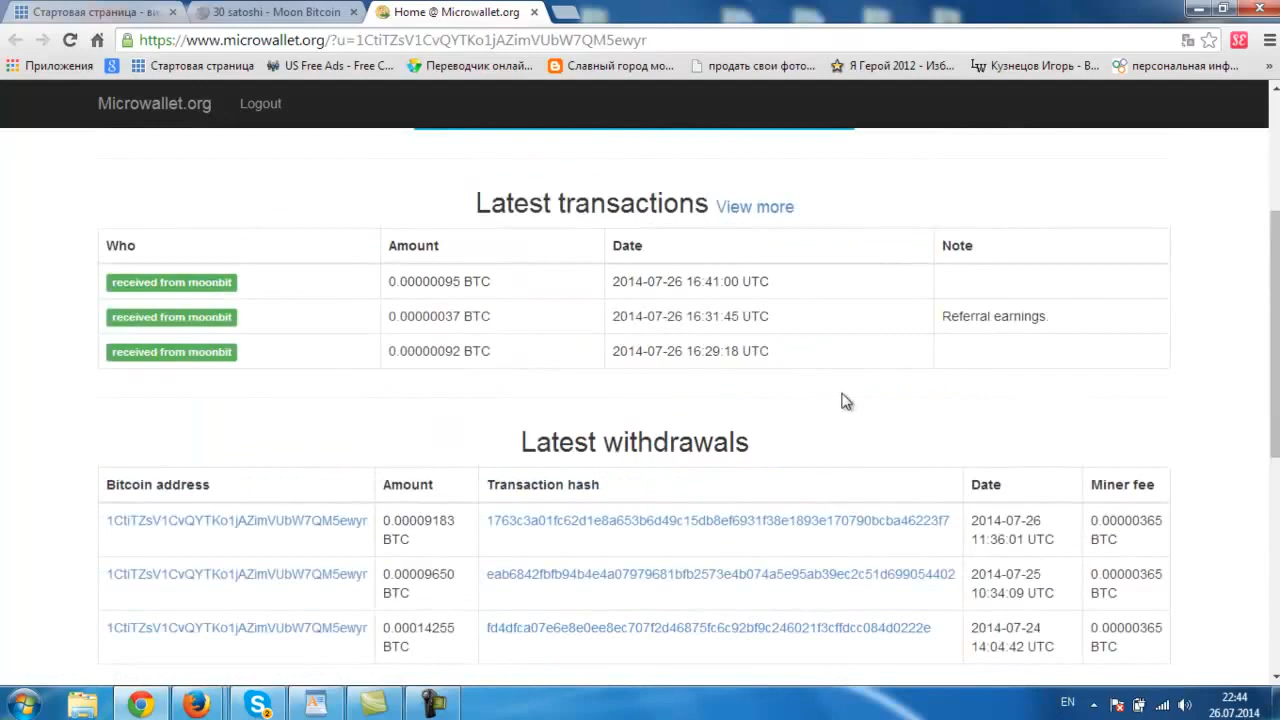 Стартовая страница - ви
30 satoshi - Moon Bitcoin
Home @ Microwallet.org
https://www.microwallet.org/?u=1CtiTZsV1CvQYTKo1jAZimVUbW7QM5ewyr
Приложения
Стартовая страница
US Free Ads - Free C...
Переводчик онлай...
Славный город мо...
продать свои фото...
Я Герой 2012 - Изб...
Кузнецов Игорь - В...
персональная инф...
Microwallet.org Logout
Latest transactions View more
Who Amount Date Note
received from moonbit 0.00000095 BTC 2014-07-26 16:41:00 UTC
received from moonbit 0.00000037 BTC 2014-07-26 16:31:45 UTC Referral earnings.
received from moonbit 0.00000092 BTC 2014-07-26 16:29:18 UTC
Latest withdrawals
Bitcoin address Amount Transaction hash Date Miner fee
1CtiTZsV1CvQYTKo1jAZimVUbW7QM5ewyr 0.00009183 1763c3a01fc62d1e8a653b6d49c15db8ef6931f38e1893e170790bcba46223f7 2014-07-26 0.00000365
BTC 11:36:01 UTC BTC
1CtiTZsV1CvQYTKo1jAZimVUbW7QM5ewyr 0.00009650 eab6842fbfb94b4e4a07979681bfb2573e4b074a5e95ab39ec2c51d699054402 2014-07-25 0.00000365
BTC 10:34:09 UTC BTC
1CtiTZsV1CvQYTKo1jAZimVUbW7QM5ewyr 0.00014255 fd4dfca07e6e8e0ee8ec707f2d46875fc6c92bf9c246021f3cffdcc084d0222e 2014-07-24 0.00000365
BTC 14:04:42 UTC BTC
EN
22:44
26.07.2014